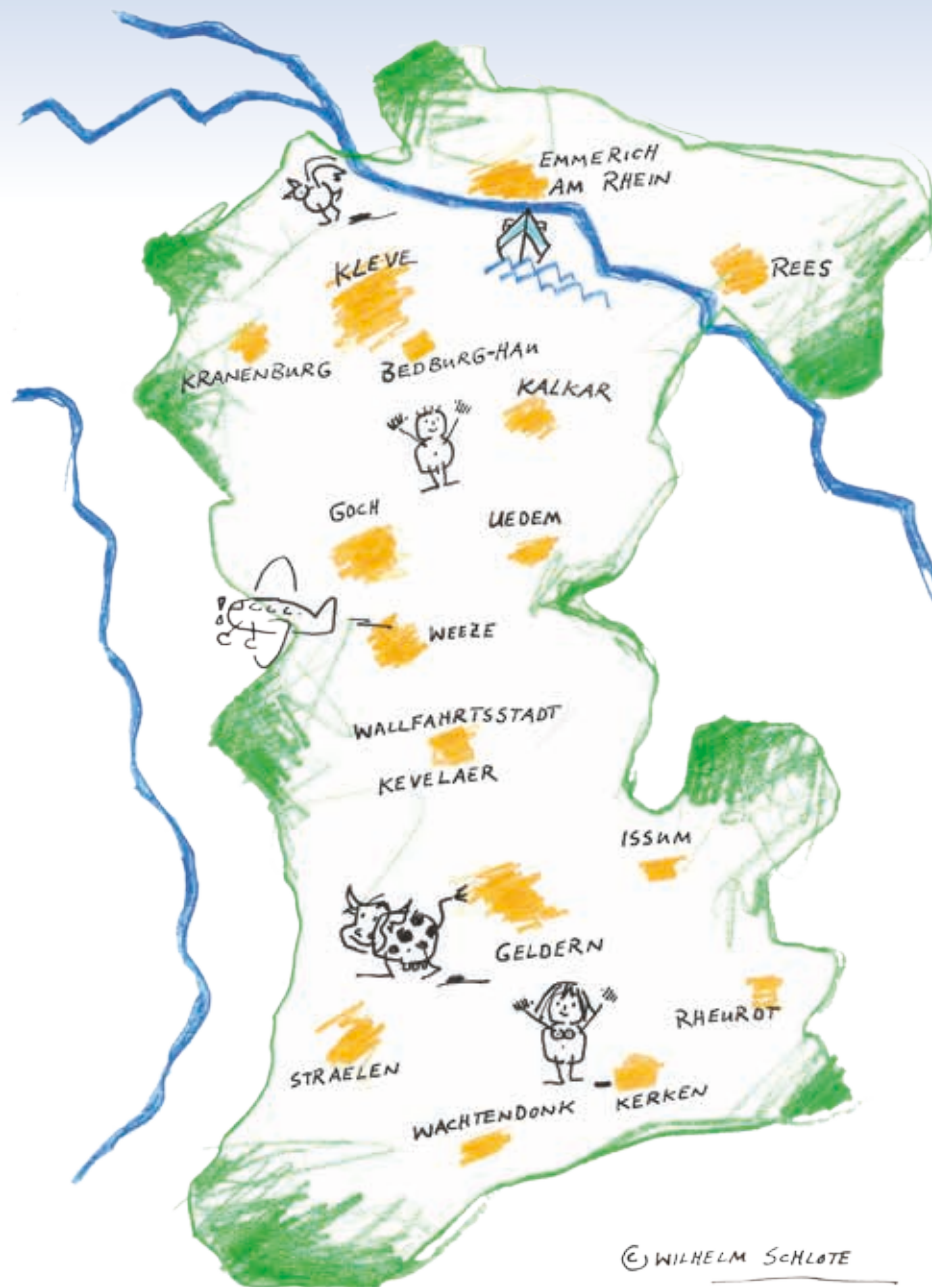 EMMERICH
AM RHEIN
REES
KLEVE
KRANENBURG
BEDBURG-HAU
KALKAR
GOCH
UEDEM
WEEZE
WALLFAHRTSSTADT
KEVELAER
ISSUM
GELDERN
RHEURDT
STRAELEN
WACHTENDONK
KERKEN
© WILHELM SCHLOTE